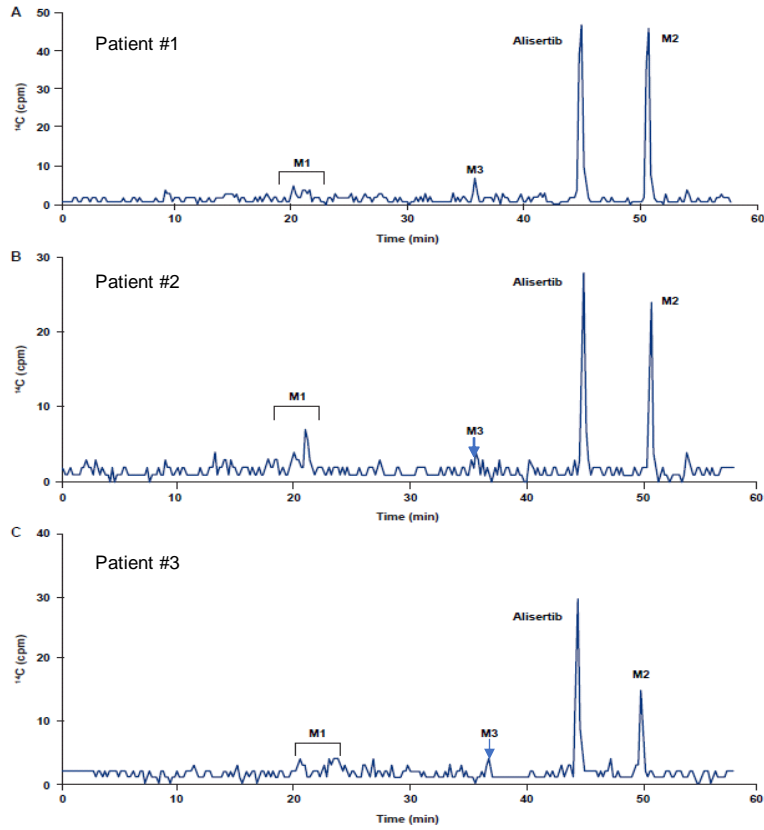 A
Patient #1
50
40
30
20
10
0
¹⁴C (cpm)
M1
M3
Alisertib
M2
0 10 20 30 40 50 60
Time (min)
B
Patient #2
30
20
10
0
¹⁴C (cpm)
M1
M3
Alisertib
M2
0 10 20 30 40 50 60
Time (min)
C
Patient #3
40
30
20
10
0
¹⁴C (cpm)
M1
M3
Alisertib
M2
0 10 20 30 40 50 60
Time (min)